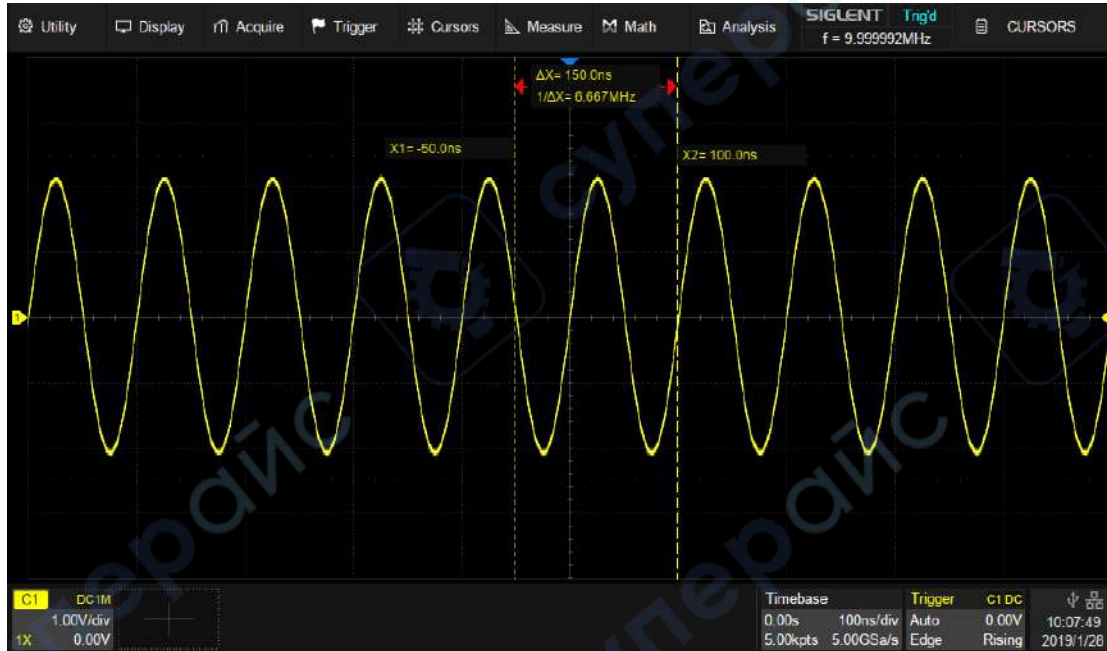 Utility Display Acquire Trigger Cursors Measure Math Analysis
SIGLENT Trig'd
f = 9.999992MHz
CURSORS
ΔX= 150.0ns
1/ΔX= 6.667MHz
X1= -50.0ns
X2= 100.0ns
1
C1 DC1M
1.00V/div
1X 0.00V
Timebase
0.00s 100ns/div
5.00kpts 5.00GSa/s
Trigger C1 DC
Auto 0.00V
Edge Rising
10:07:49
2019/1/28
суперайс
суперайс